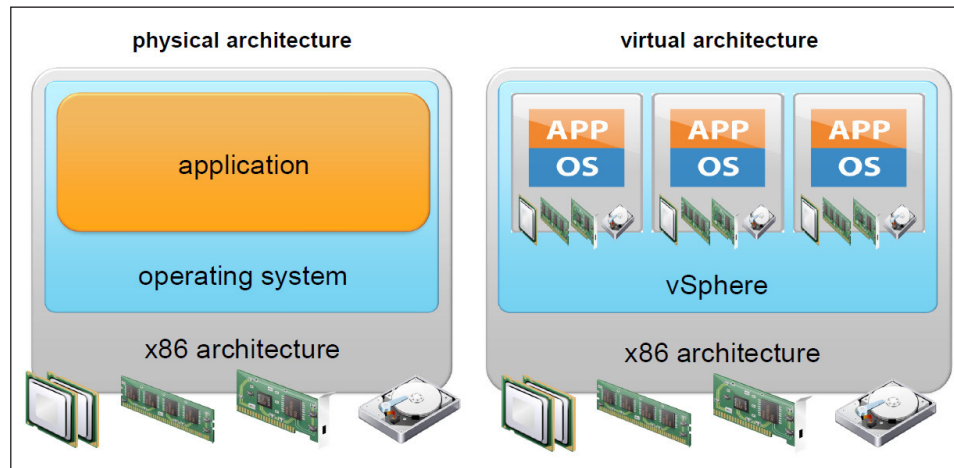 physical architecture
application
operating system
x86 architecture
virtual architecture
APP
OS
APP
OS
APP
OS
vSphere
x86 architecture